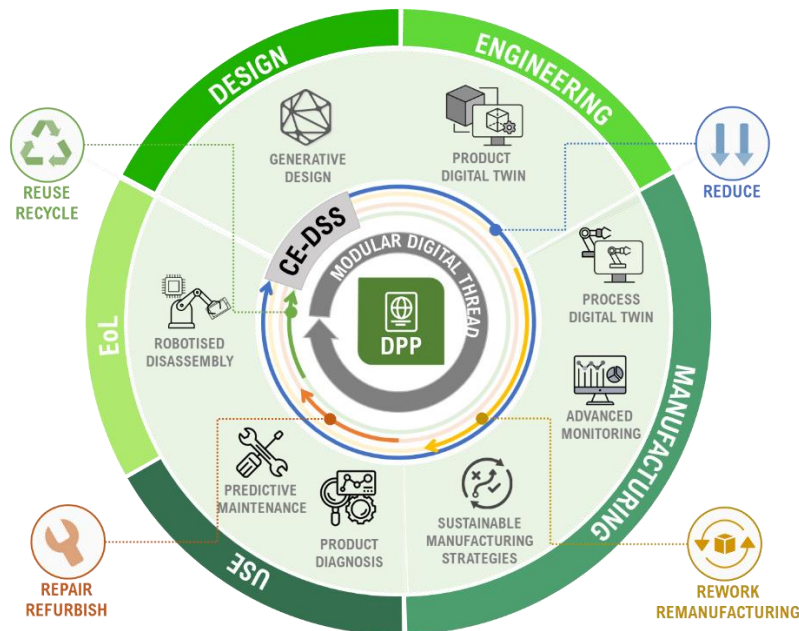 DESIGN
ENGINEERING
GENERATIVE
DESIGN
PRODUCT
DIGITAL TWIN
REUSE
RECYCLE
REDUCE
CE-DSS
MODULAR DIGITAL THREAD
DPP
PROCESS
DIGITAL TWIN
EoL
ROBOTISED
DISASSEMBLY
ADVANCED
MONITORING
MANUFACTURING
PREDICTIVE
MAINTENANCE
PRODUCT
DIAGNOSIS
SUSTAINABLE
MANUFACTURING
STRATEGIES
USE
REPAIR
REFURBISH
REWORK
REMANUFACTURING